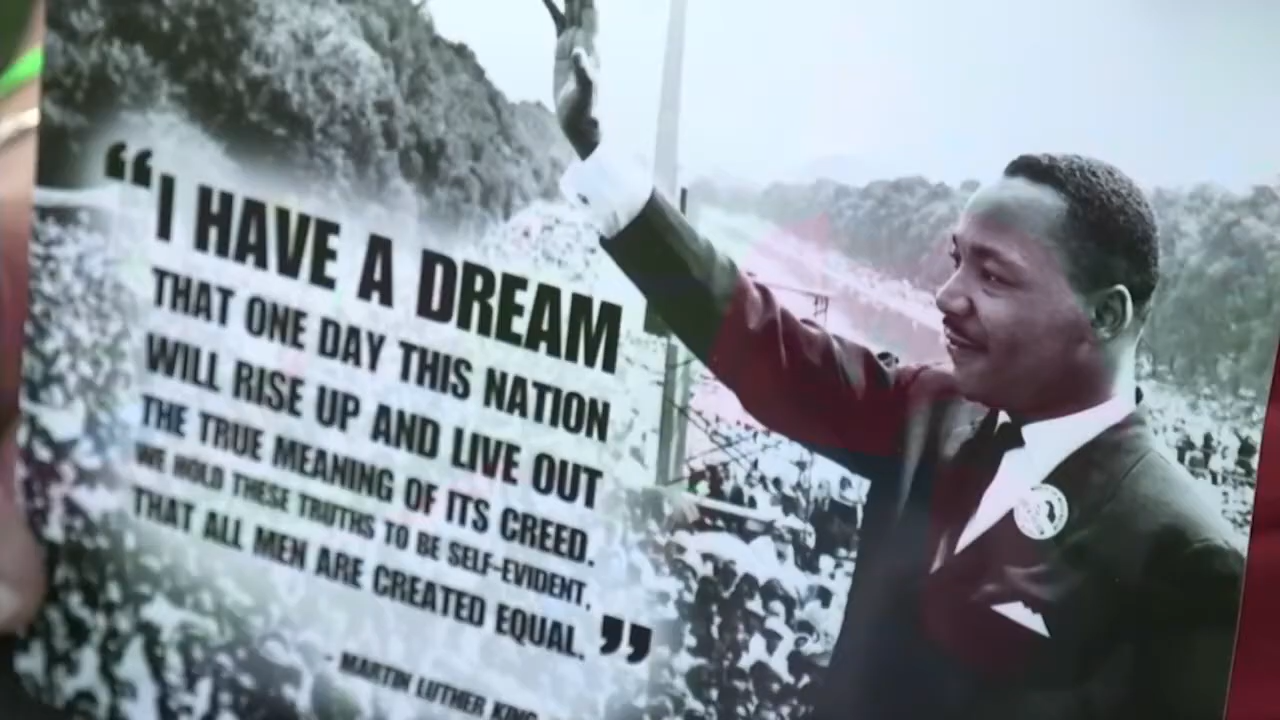 “I HAVE A DREAM
THAT ONE DAY THIS NATION
WILL RISE UP AND LIVE OUT
THE TRUE MEANING OF ITS CREED.
WE HOLD THESE TRUTHS TO BE SELF-EVIDENT,
THAT ALL MEN ARE CREATED EQUAL.”
- MARTIN LUTHER KING